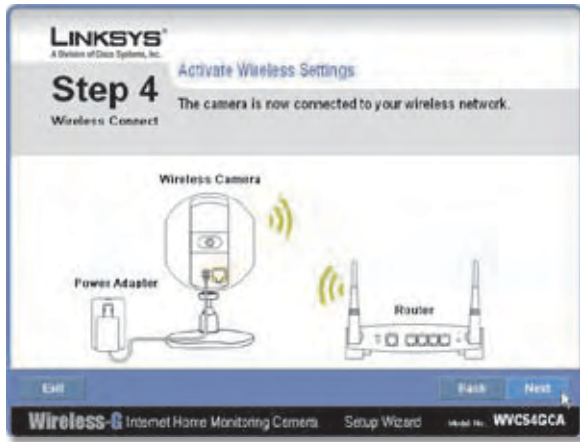 LINKSYS®
A Division of Cisco Systems, Inc.
Step 4
Wireless Connect
Activate Wireless Settings
The camera is now connected to your wireless network.
Wireless Camera
Power Adapter
Router
Exit
Back
Next
Wireless-G Internet Home Monitoring Camera
Setup Wizard
Model No.
WVC54GCA